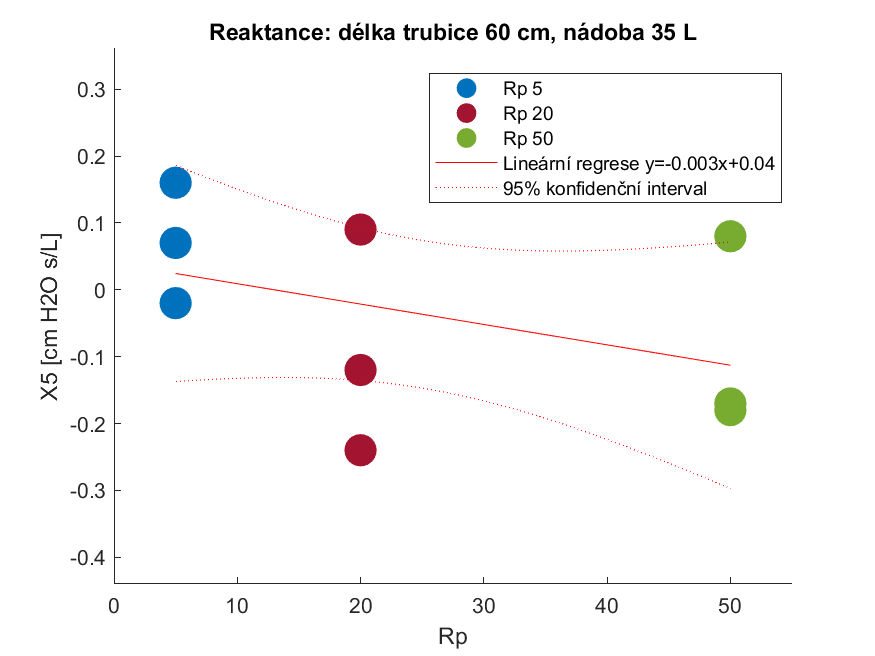 Reaktance: délka trubice 60 cm, nádoba 35 L
Rp 5
Rp 20
Rp 50
Lineární regrese y=-0.003x+0.04
95% konfidenční interval
X5 [cm H2O s/L]
0.3
0.2
0.1
0
-0.1
-0.2
-0.3
-0.4
0 10 20 30 40 50
Rp